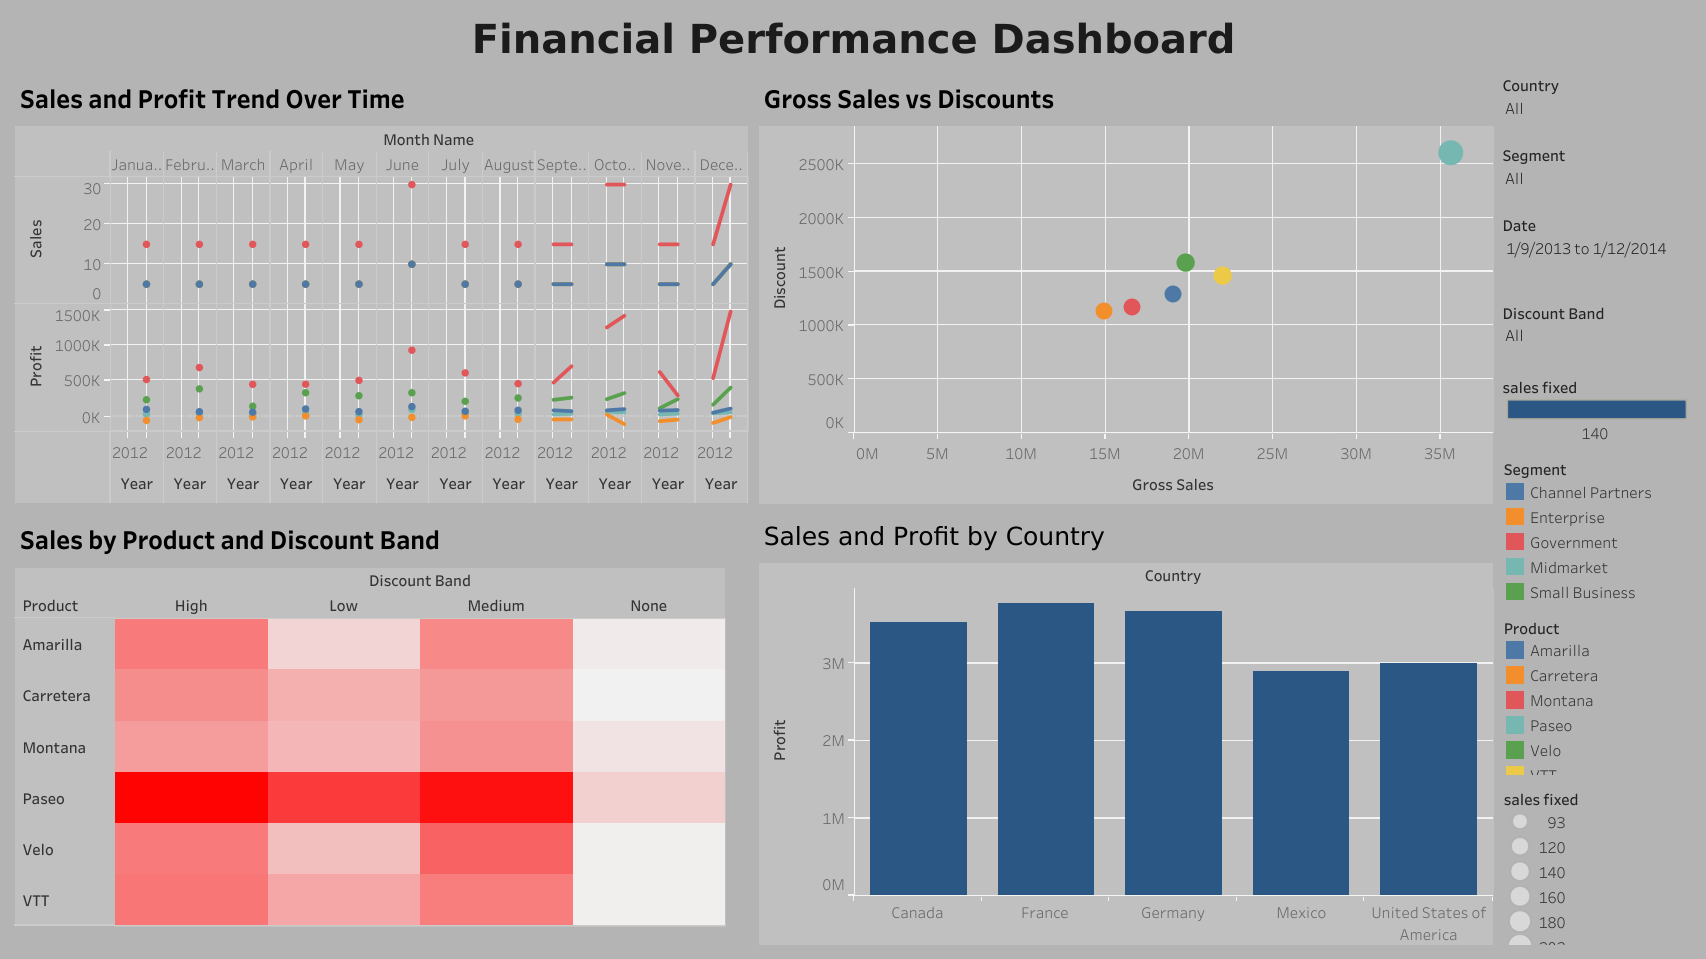 Financial Performance Dashboard
Sales and Profit Trend Over Time
Month Name
Janua.. Febru.. March April May June July August Septe.. Octo.. Nove.. Dece..
Sales
30
20
10
0
Profit
1500K
1000K
500K
0K
2012 2012 2012 2012 2012 2012 2012 2012 2012 2012 2012 2012
Year Year Year Year Year Year Year Year Year Year Year Year
Gross Sales vs Discounts
Discount
2500K
2000K
1500K
1000K
500K
0K
0M 5M 10M 15M 20M 25M 30M 35M
Gross Sales
Sales by Product and Discount Band
Discount Band
Product High Low Medium None
Amarilla
Carretera
Montana
Paseo
Velo
VTT
Sales and Profit by Country
Country
Profit
3M
2M
1M
0M
Canada France Germany Mexico United States of
America
Country
All
Segment
All
Date
1/9/2013 to 1/12/2014
Discount Band
All
sales fixed
140
Segment
Channel Partners
Enterprise
Government
Midmarket
Small Business
Product
Amarilla
Carretera
Montana
Paseo
Velo
VTT
sales fixed
93
120
140
160
180